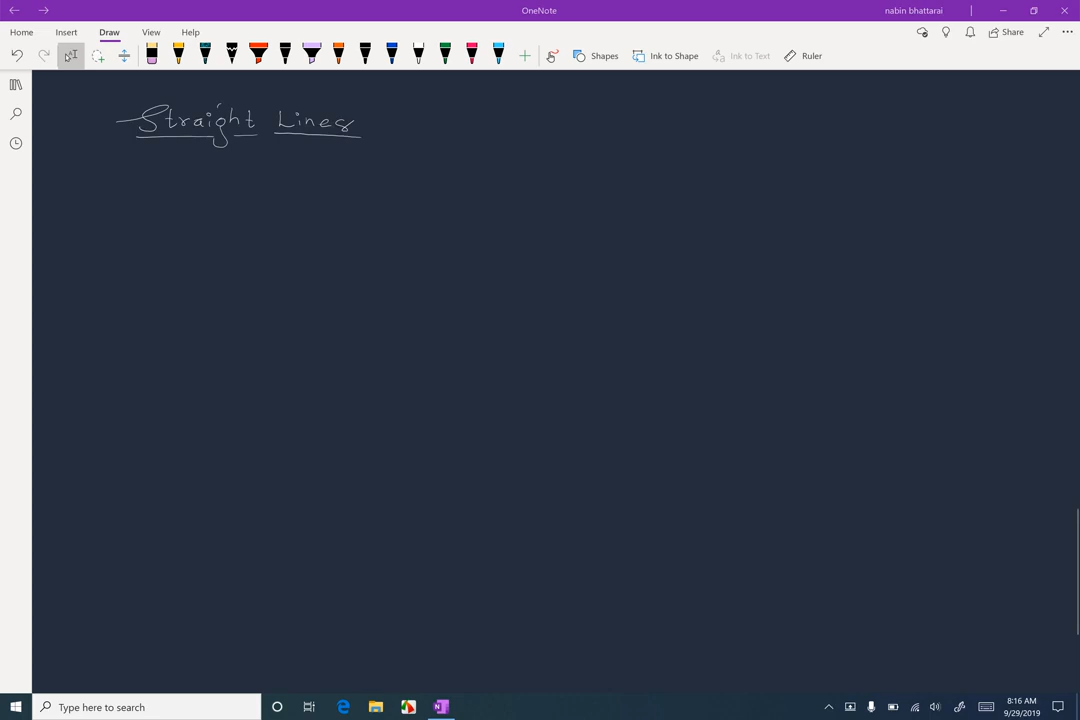 OneNote
nabin bhattarai
Home Insert Draw View Help
Share
Shapes Ink to Shape Ink to Text Ruler
Straight Lines
Type here to search
8:16 AM
9/29/2019